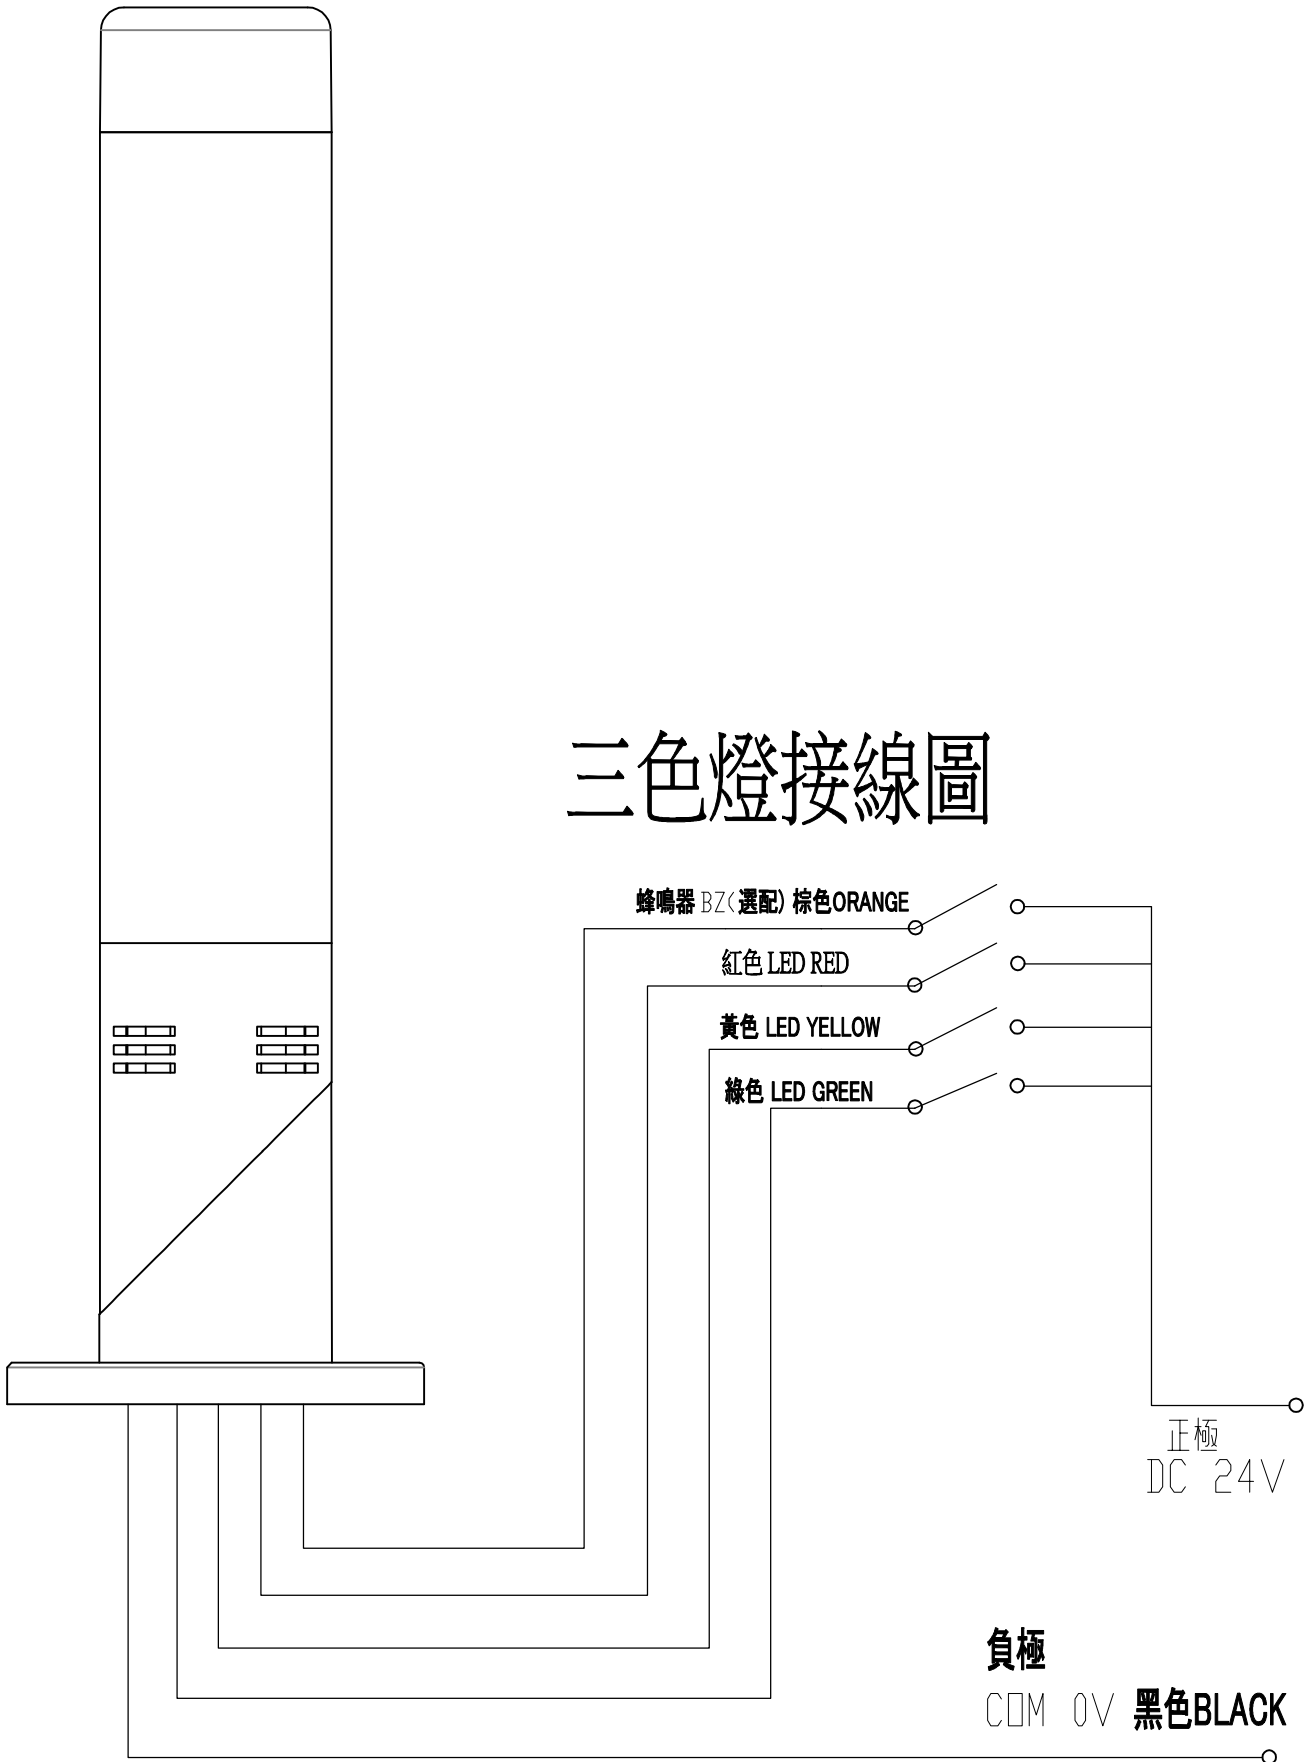 三色燈接線圖
蜂鳴器 BZ(選配) 棕色ORANGE
紅色 LED RED
黃色 LED YELLOW
綠色 LED GREEN
正極
DC 24V
負極
COM 0V 黑色BLACK